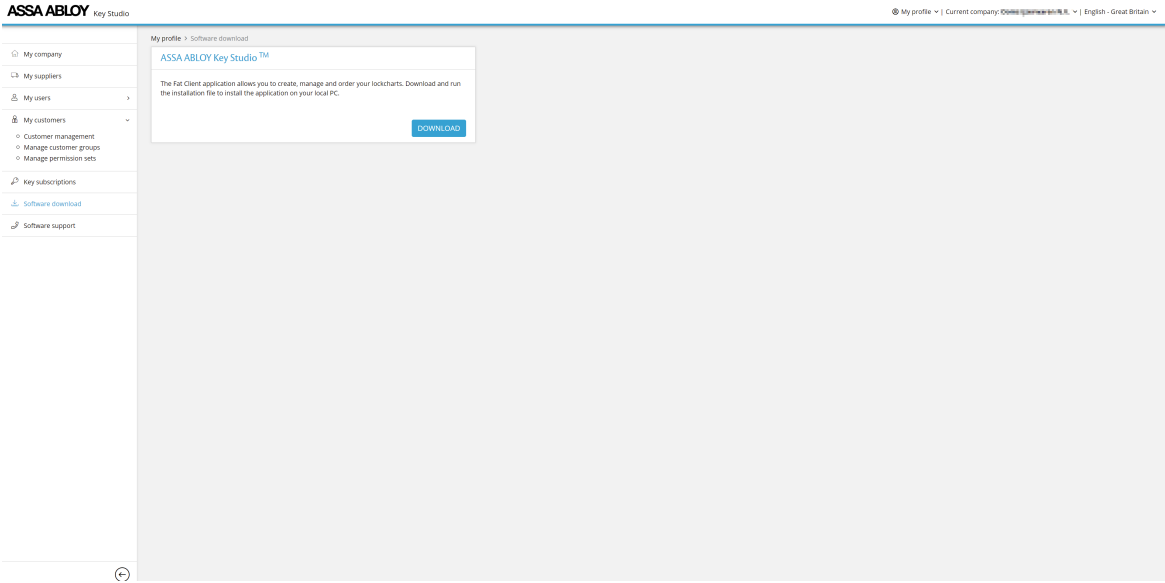 ASSA ABLOY Key Studio
My profile | Current company: | English - Great Britain
My profile > Software download
My company
My suppliers
My users
My customers
Customer management
Manage customer groups
Manage permission sets
Key subscriptions
Software download
Software support
ASSA ABLOY Key Studio TM
The Fat Client application allows you to create, manage and order your lockcharts. Download and run
the installation file to install the application on your local PC.
DOWNLOAD